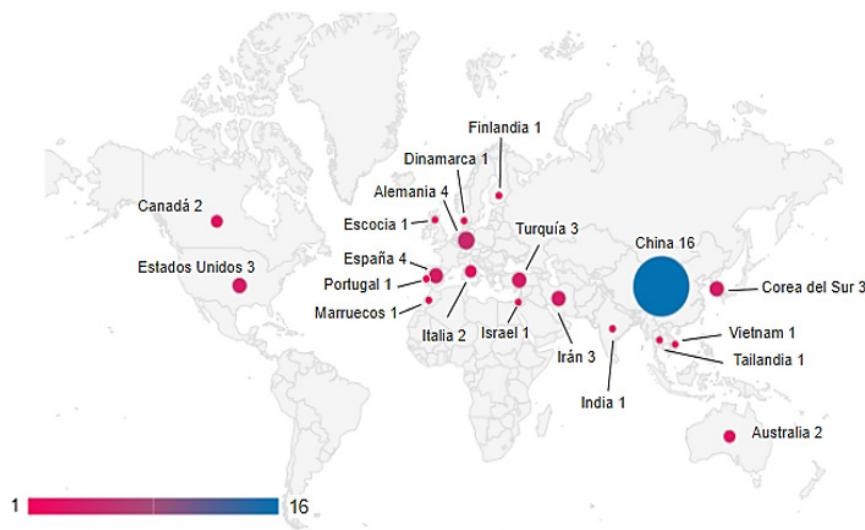 Finlandia 1
Dinamarca 1
Alemania 4
Canadá 2
Escocia 1
Turquía 3
China 16
España 4
Estados Unidos 3
Portugal 1
Corea del Sur 3
Marruecos 1
Italia 2
Israel 1
Irán 3
Vietnam 1
Tailandia 1
India 1
Australia 2
1
16